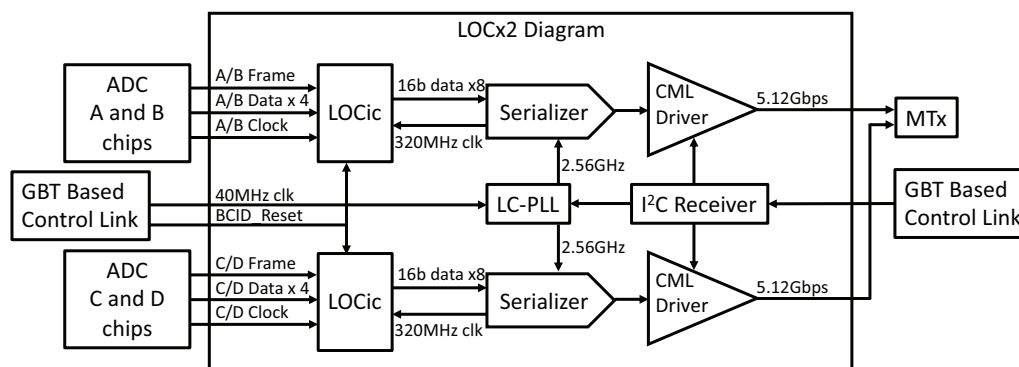 LOCx2 Diagram
ADC
A and B
chips
A/B Frame
A/B Data x 4
A/B Clock
LOCic
16b data x8
320MHz clk
Serializer
CML
Driver
5.12Gbps
MTx
2.56GHz
GBT Based
Control Link
40MHz clk
BCID_Reset
LC-PLL
I²C Receiver
GBT Based
Control Link
2.56GHz
ADC
C and D
chips
C/D Frame
C/D Data x 4
C/D Clock
LOCic
16b data x8
320MHz clk
Serializer
CML
Driver
5.12Gbps